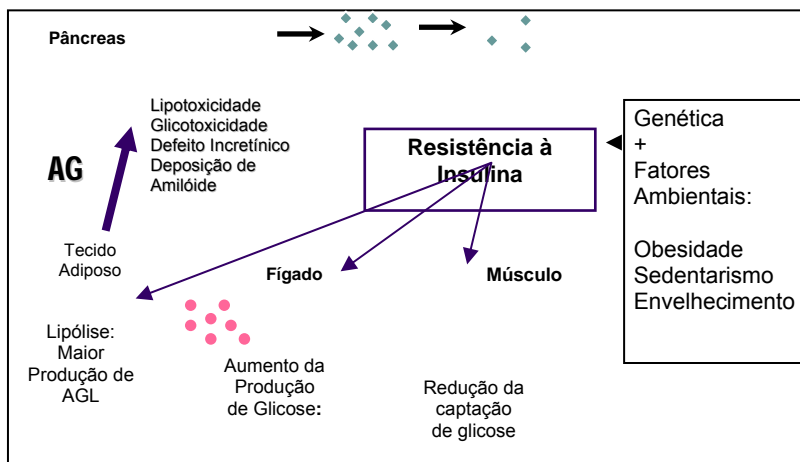 Pâncreas
Lipotoxicidade
Glicotoxicidade
Defeito Incretínico
Deposição de
Amilóide
AG
Resistência à
Insulina
Genética
+
Fatores
Ambientais:
Obesidade
Sedentarismo
Envelhecimento
Tecido
Adiposo
Fígado
Músculo
Lipólise:
Maior
Produção de
AGL
Aumento da
Produção
de Glicose:
Redução da
captação
de glicose